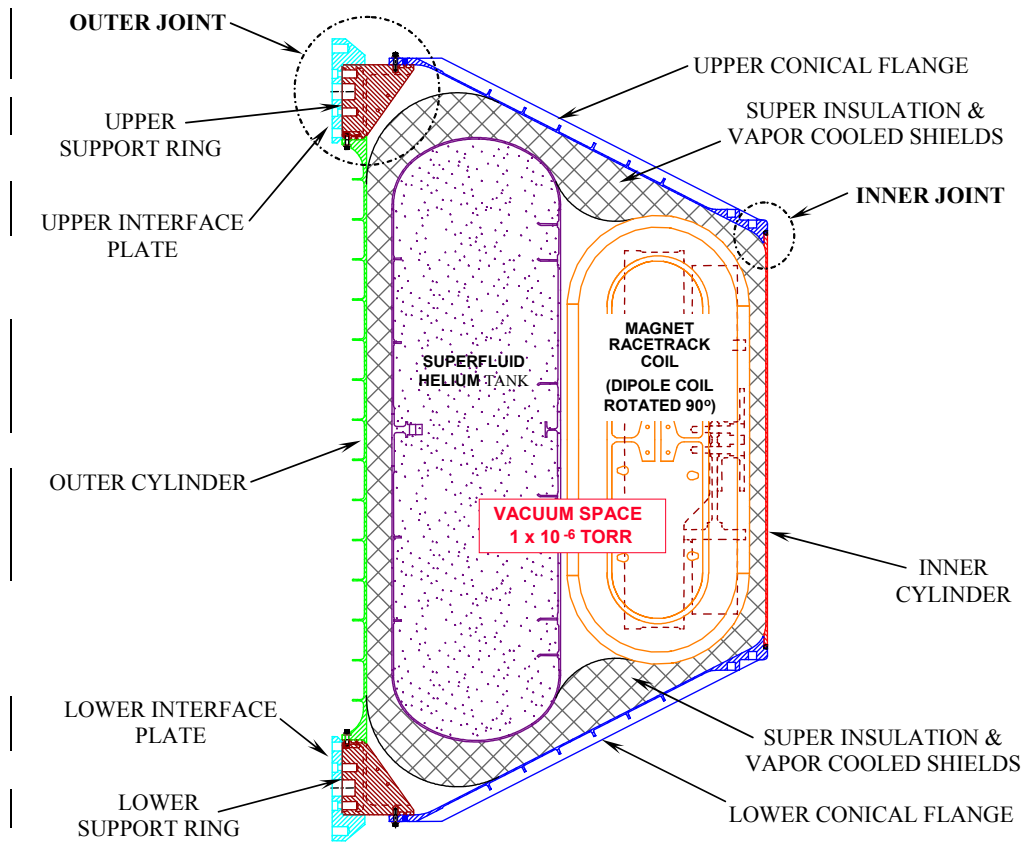 OUTER JOINT
UPPER CONICAL FLANGE
SUPER INSULATION &
VAPOR COOLED SHIELDS
UPPER
SUPPORT RING
INNER JOINT
UPPER INTERFACE
PLATE
MAGNET
RACETRACK
COIL
(DIPOLE COIL
ROTATED 90º)
SUPERFLUID
HELIUM TANK
OUTER CYLINDER
VACUUM SPACE
1 x 10⁻⁶ TORR
INNER
CYLINDER
LOWER INTERFACE
PLATE
SUPER INSULATION &
VAPOR COOLED SHIELDS
LOWER
SUPPORT RING
LOWER CONICAL FLANGE